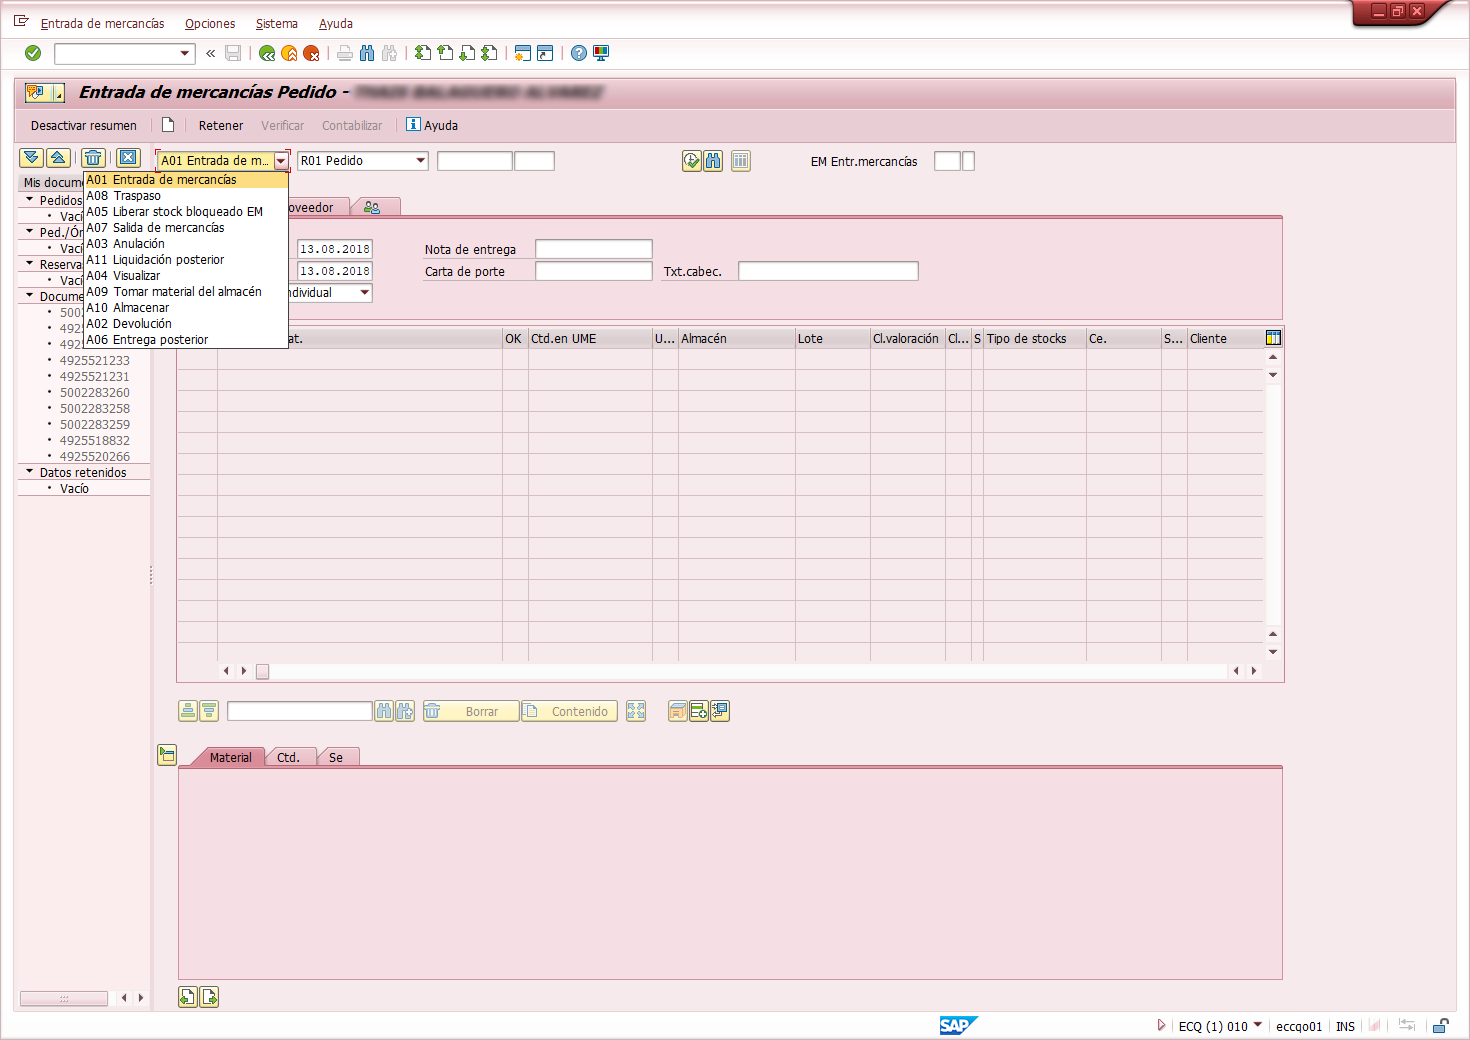 Entrada de mercancías Opciones Sistema Ayuda
Entrada de mercancías Pedido -
Desactivar resumen Retener Verificar Contabilizar Ayuda
A01 Entrada de m... R01 Pedido EM Entr.mercancías
Mis docume
A01 Entrada de mercancías
A08 Traspaso
A05 Liberar stock bloqueado EM
A07 Salida de mercancías
A03 Anulación
A11 Liquidación posterior
A04 Visualizar
A09 Tomar material del almacén
A10 Almacenar
A02 Devolución
A06 Entrega posterior
Pedidos
Vacío
Ped./Ór
Vací
Reserva
Vací
Docume
5002
4925
4925
4925521233
4925521231
5002283260
5002283258
5002283259
4925518832
4925520266
Datos retenidos
Vacío
oveedor
13.08.2018 Nota de entrega
13.08.2018 Carta de porte Txt.cabec.
ndividual
at. OK Ctd.en UME U... Almacén Lote Cl.valoración Cl... S Tipo de stocks Ce. S... Cliente
Borrar Contenido
Material Ctd. Se
SAP ECQ (1) 010 eccqo01 INS